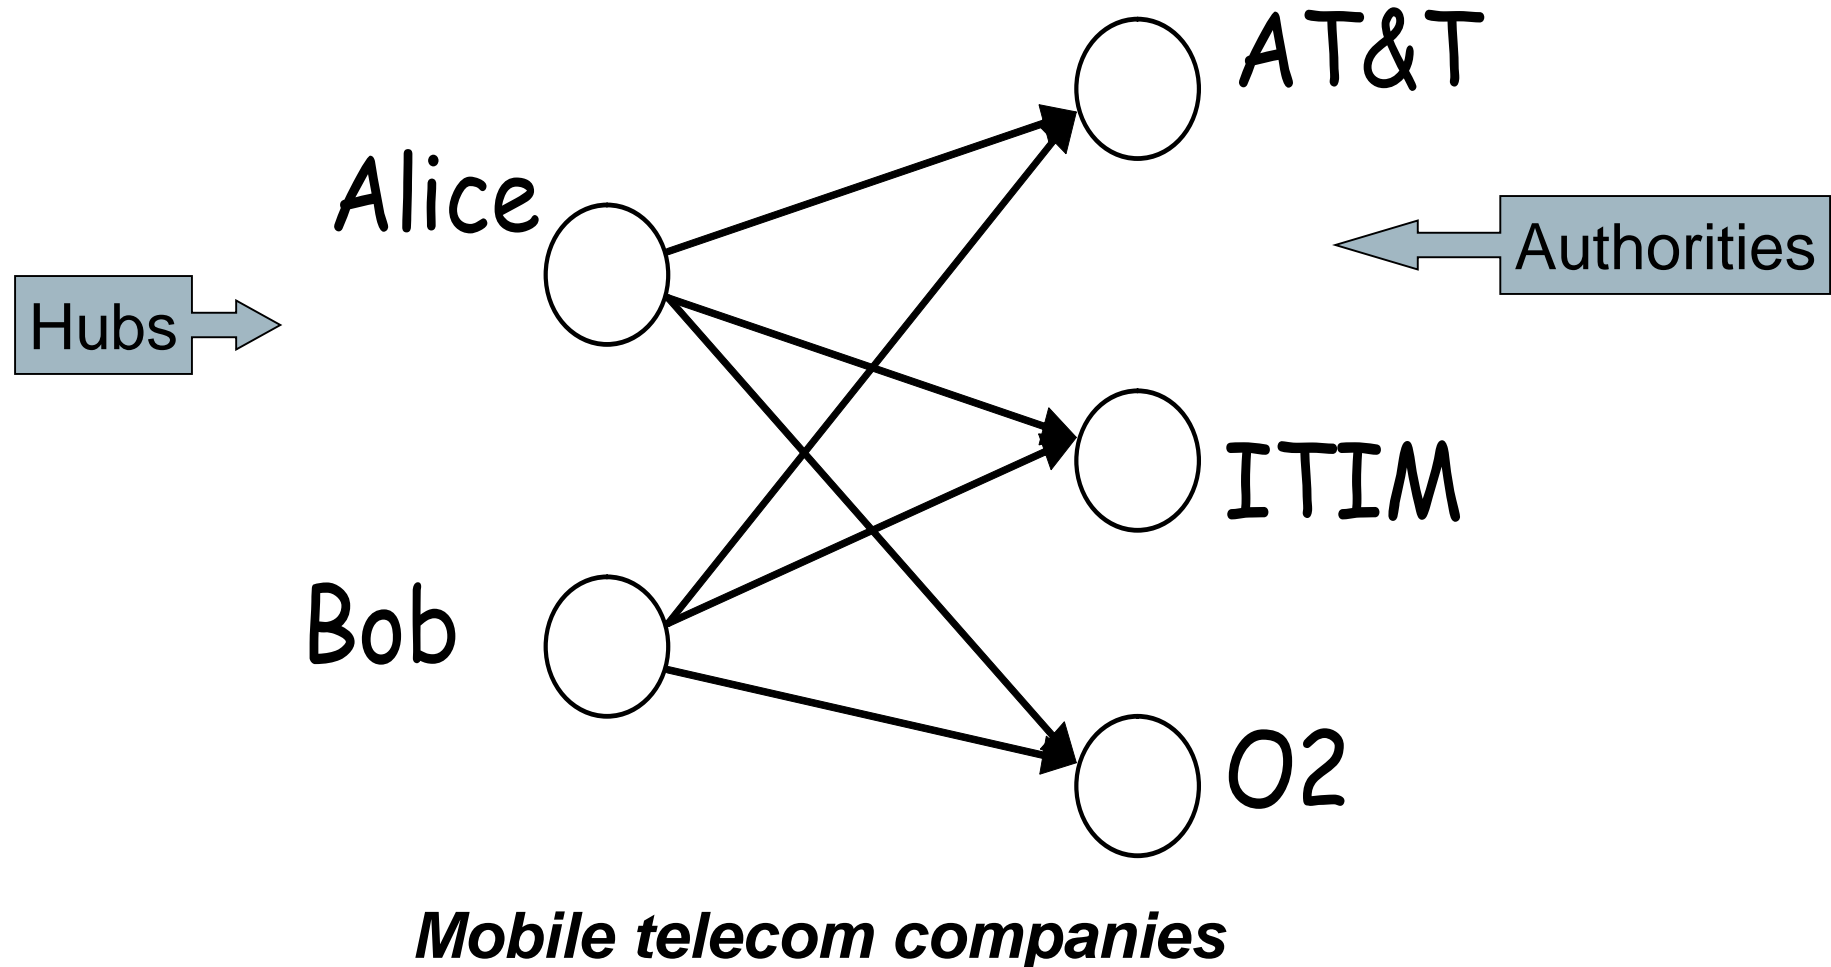 AT&T
Alice
Authorities
Hubs
ITIM
Bob
O2
Mobile telecom companies